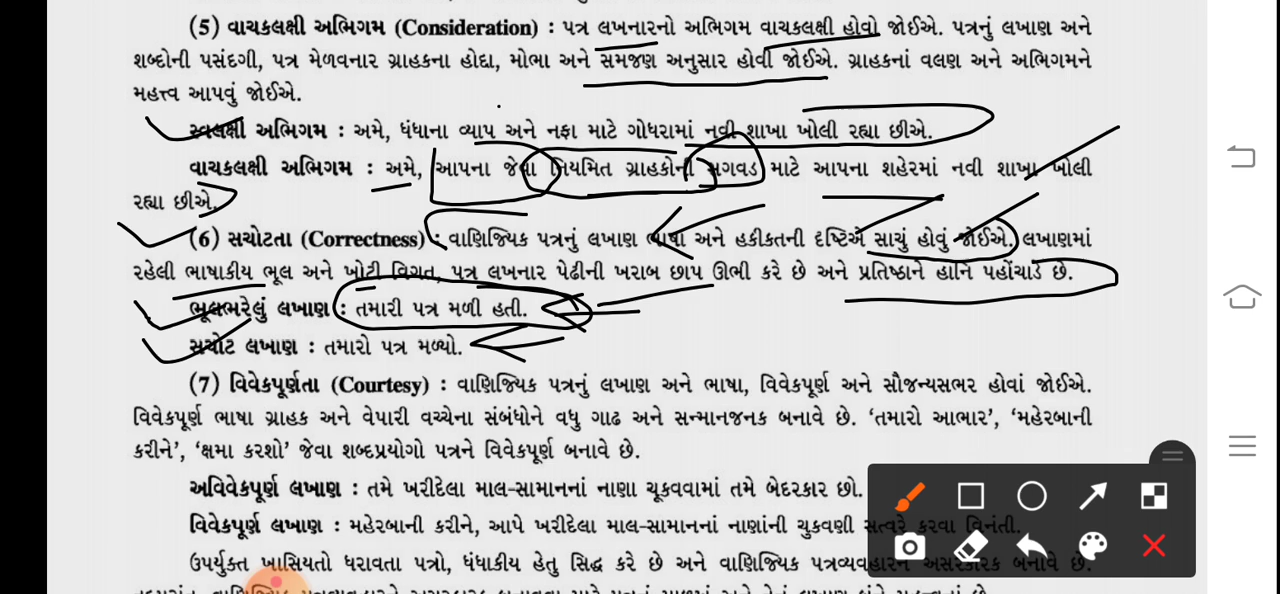 (5) વાચકલક્ષી અભિગમ (Consideration) : પત્ર લખનારનો અભિગમ વાચકલક્ષી હોવો જોઈએ. પત્રનું લખાણ અને
શબ્દોની પસંદગી, પત્ર મેળવનાર ગ્રાહકના હોદ્દા, મોભા અને સમજણ અનુસાર હોવી જોઈએ. ગ્રાહકનાં વલણ અને અભિગમને
મહત્ત્વ આપવું જોઈએ.
સ્વલક્ષી અભિગમ : અમે, ધંધાના વ્યાપ અને નફા માટે ગોધરામાં નવી શાખા ખોલી રહ્યા છીએ.
વાચકલક્ષી અભિગમ : અમે, આપના જેવા નિયમિત ગ્રાહકોની સગવડ માટે આપના શહેરમાં નવી શાખા ખોલી
રહ્યા છીએ.
(6) સચોટતા (Correctness) : વાણિજ્યિક પત્રનું લખાણ ભાષા અને હકીકતની દૃષ્ટિએ સાચું હોવું જોઈએ. લખાણમાં
રહેલી ભાષાકીય ભૂલ અને ખોટી વિગત, પત્ર લખનાર પેઢીની ખરાબ છાપ ઊભી કરે છે અને પ્રતિષ્ઠાને હાનિ પહોંચાડે છે.
ભૂલભરેલું લખાણ : તમારી પત્ર મળી હતી.
સચોટ લખાણ : તમારો પત્ર મળ્યો.
(7) વિવેકપૂર્ણતા (Courtesy) : વાણિજ્યિક પત્રનું લખાણ અને ભાષા, વિવેકપૂર્ણ અને સૌજન્યસભર હોવાં જોઈએ.
વિવેકપૂર્ણ ભાષા ગ્રાહક અને વેપારી વચ્ચેના સંબંધોને વધુ ગાઢ અને સન્માનજનક બનાવે છે. ‘તમારો આભાર’, ‘મહેરબાની
કરીને’, ‘ક્ષમા કરશો’ જેવા શબ્દપ્રયોગો પત્રને વિવેકપૂર્ણ બનાવે છે.
અવિવેકપૂર્ણ લખાણ : તમે ખરીદેલા માલ-સામાનનાં નાણા ચૂકવવામાં તમે બેદરકાર છો.
વિવેકપૂર્ણ લખાણ : મહેરબાની કરીને, આપે ખરીદેલા માલ-સામાનનાં નાણાંની ચુકવણી સત્વરે કરવા વિનંતી.
ઉપર્યુક્ત ખાસિયતો ધરાવતા પત્રો, ધંધાકીય હેતુ સિદ્ધ કરે છે અને વાણિજ્યિક પત્રવ્યવહારને અસરકારક બનાવે છે.